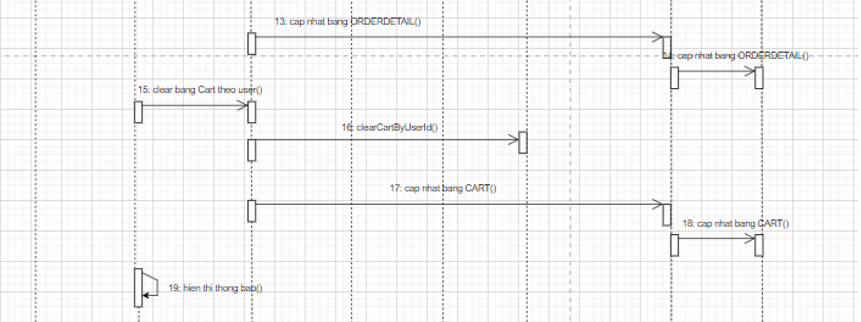 13: cap nhat bang ORDERDETAIL()
14: cap nhat bang ORDERDETAIL()
15: clear bang Cart theo user()
16: clearCartByUserId()
17: cap nhat bang CART()
18: cap nhat bang CART()
19: hien thi thong bao()